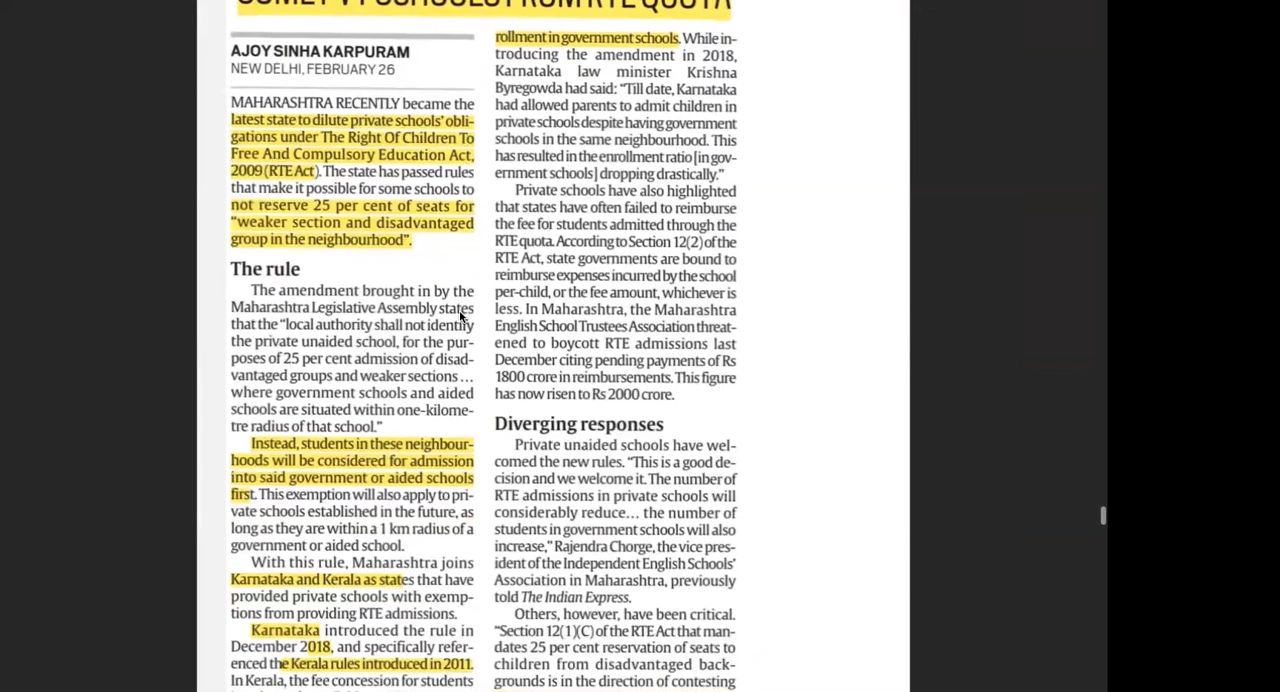 SOME PVT SCHOOLS FROM RTE QUOTA
AJOY SINHA KARPURAM
NEW DELHI, FEBRUARY 26
MAHARASHTRA RECENTLY became the
latest state to dilute private schools' obli-
gations under The Right Of Children To
Free And Compulsory Education Act,
2009 (RTE Act). The state has passed rules
that make it possible for some schools to
not reserve 25 per cent of seats for
“weaker section and disadvantaged
group in the neighbourhood”.
The rule
The amendment brought in by the
Maharashtra Legislative Assembly states
that the “local authority shall not identify
the private unaided school, for the pur-
poses of 25 per cent admission of disad-
vantaged groups and weaker sections ...
where government schools and aided
schools are situated within one-kilome-
tre radius of that school.”
Instead, students in these neighbour-
hoods will be considered for admission
into said government or aided schools
first. This exemption will also apply to pri-
vate schools established in the future, as
long as they are within a 1 km radius of a
government or aided school.
With this rule, Maharashtra joins
Karnataka and Kerala as states that have
provided private schools with exemp-
tions from providing RTE admissions.
Karnataka introduced the rule in
December 2018, and specifically refer-
enced the Kerala rules introduced in 2011.
In Kerala, the fee concession for students
rollment in government schools. While in-
troducing the amendment in 2018,
Karnataka law minister Krishna
Byregowda had said: “Till date, Karnataka
had allowed parents to admit children in
private schools despite having government
schools in the same neighbourhood. This
has resulted in the enrollment ratio [in gov-
ernment schools] dropping drastically.”
Private schools have also highlighted
that states have often failed to reimburse
the fee for students admitted through the
RTE quota. According to Section 12(2) of the
RTE Act, state governments are bound to
reimburse expenses incurred by the school
per-child, or the fee amount, whichever is
less. In Maharashtra, the Maharashtra
English School Trustees Association threat-
ened to boycott RTE admissions last
December citing pending payments of Rs
1800 crore in reimbursements. This figure
has now risen to Rs 2000 crore.
Diverging responses
Private unaided schools have wel-
comed the new rules. “This is a good de-
cision and we welcome it. The number of
RTE admissions in private schools will
considerably reduce... the number of
students in government schools will also
increase,” Rajendra Chorge, the vice pres-
ident of the Independent English Schools'
Association in Maharashtra, previously
told The Indian Express.
Others, however, have been critical.
“Section 12(1)(C) of the RTE Act that man-
dates 25 per cent reservation of seats to
children from disadvantaged back-
grounds is in the direction of contesting